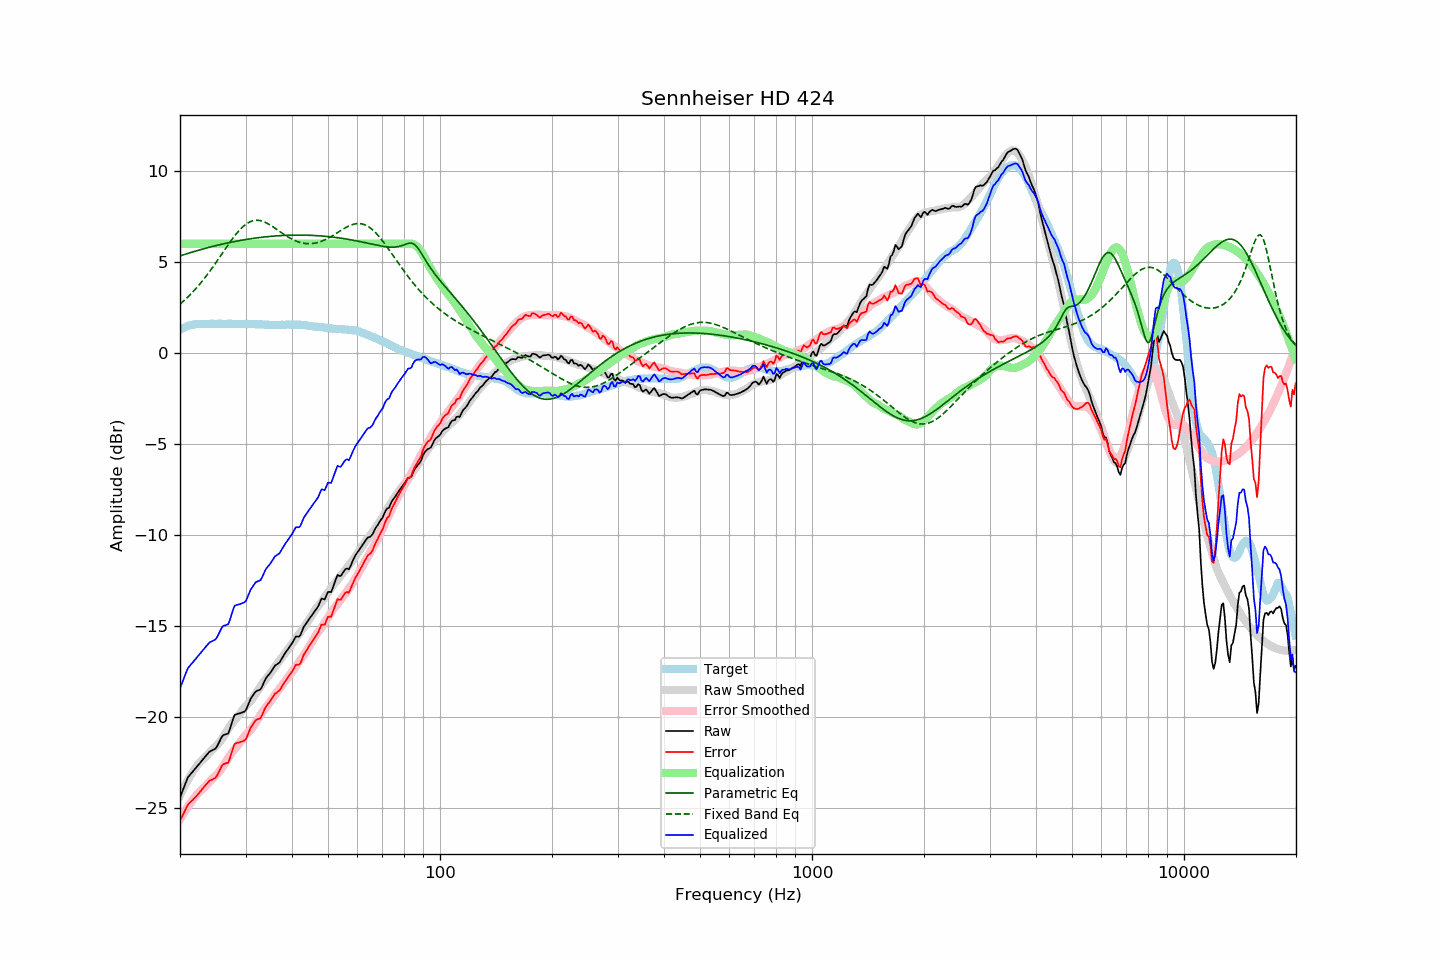 Sennheiser HD 424
Amplitude (dBr)
10
5
0
−5
−10
−15
−20
−25
Target
Raw Smoothed
Error Smoothed
Raw
Error
Equalization
Parametric Eq
Fixed Band Eq
Equalized
100
1000
10000
Frequency (Hz)